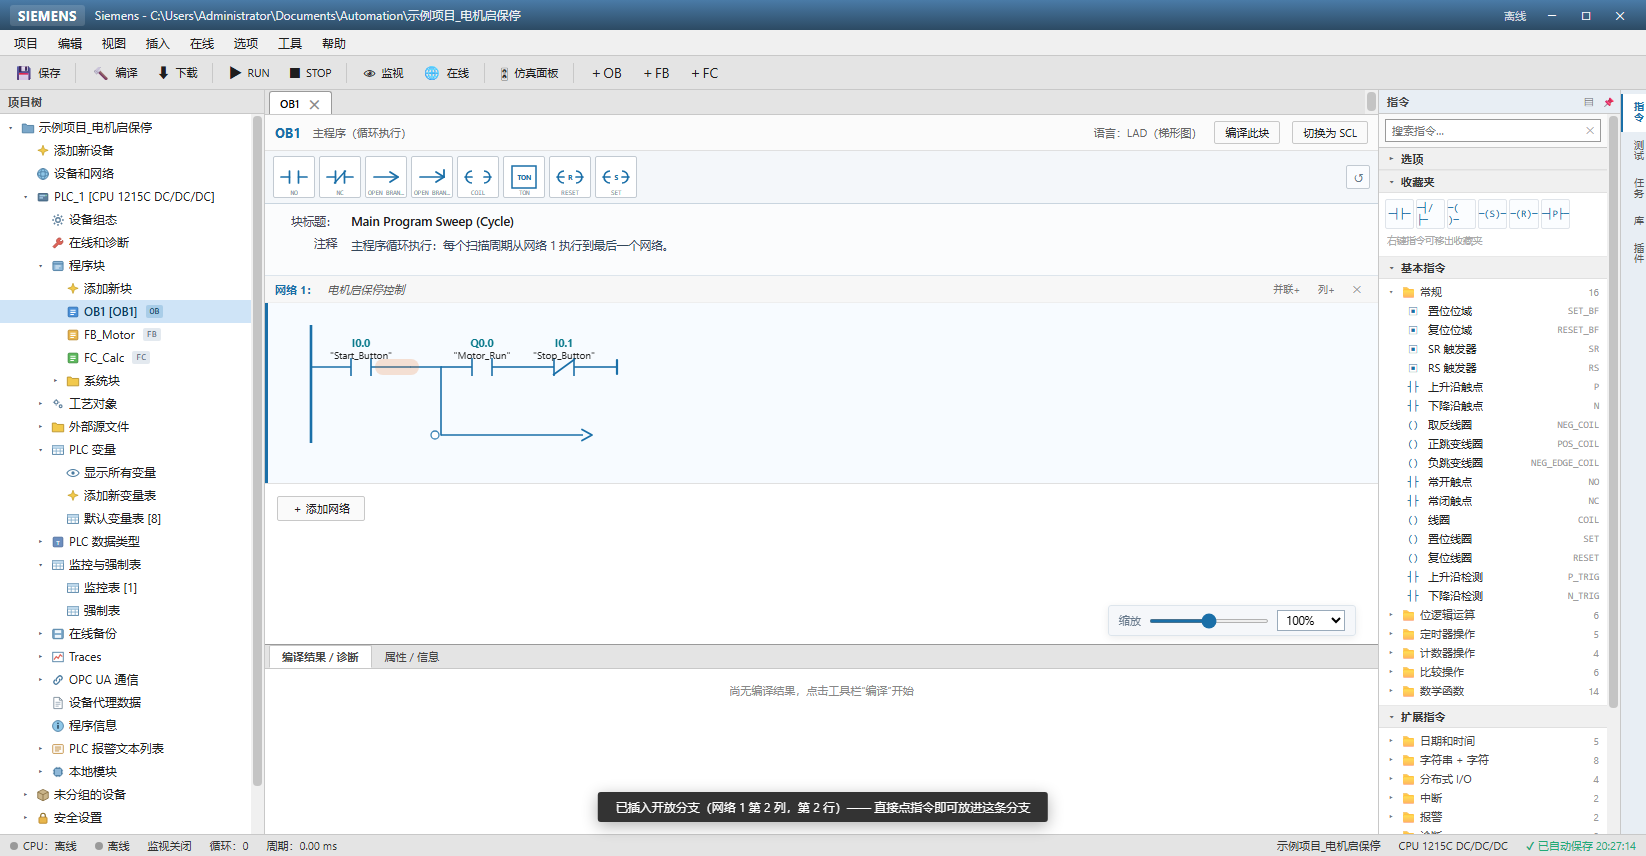 SIEMENS Siemens - C:\Users\Administrator\Documents\Automation\示例项目_电机启保停 离线
项目 编辑 视图 插入 在线 选项 工具 帮助
保存 编译 下载 RUN STOP 监视 在线 仿真面板 + OB + FB + FC
项目树
示例项目_电机启保停
添加新设备
设备和网络
PLC_1 [CPU 1215C DC/DC/DC]
设备组态
在线和诊断
程序块
添加新块
OB1 [OB1] OB
FB_Motor FB
FC_Calc FC
系统块
工艺对象
外部源文件
PLC 变量
显示所有变量
添加新变量表
默认变量表 [8]
PLC 数据类型
监控与强制表
监控表 [1]
强制表
在线备份
Traces
OPC UA 通信
设备代理数据
程序信息
PLC 报警文本列表
本地模块
未分组的设备
安全设置
OB1
OB1 主程序（循环执行） 语言：LAD（梯形图） 编译此块 切换为 SCL
NO NC OPEN BRAN... OPEN BRAN... COIL TON TON R RESET S SET
块标题： Main Program Sweep (Cycle)
注释 主程序循环执行：每个扫描周期从网络 1 执行到最后一个网络。
网络 1： 电机启保停控制 并联+ 列+
I0.0 Q0.0 I0.1
"Start_Button" "Motor_Run" "Stop_Button"
+ 添加网络
缩放 100%
编译结果 / 诊断 属性 / 信息
尚无编译结果，点击工具栏"编译"开始
已插入开放分支（网络 1 第 2 列，第 2 行）—— 直接点指令即可放进这条分支
指令
搜索指令...
选项
收藏夹
右键指令可移出收藏夹
基本指令
常规 16
置位位域 SET_BF
复位位域 RESET_BF
SR 触发器 SR
RS 触发器 RS
上升沿触点 P
下降沿触点 N
取反线圈 NEG_COIL
正跳变线圈 POS_COIL
负跳变线圈 NEG_EDGE_COIL
常开触点 NO
常闭触点 NC
线圈 COIL
置位线圈 SET
复位线圈 RESET
上升沿检测 P_TRIG
下降沿检测 N_TRIG
位逻辑运算 6
定时器操作 5
计数器操作 4
比较操作 6
数学函数 14
扩展指令
日期和时间 5
字符串 + 字符 8
分布式 I/O 4
中断 2
报警 2
指令
测试
任务
库
插件
CPU：离线 离线 监视关闭 循环：0 周期：0.00 ms 示例项目_电机启保停 CPU 1215C DC/DC/DC ✓ 已自动保存 20:27:14